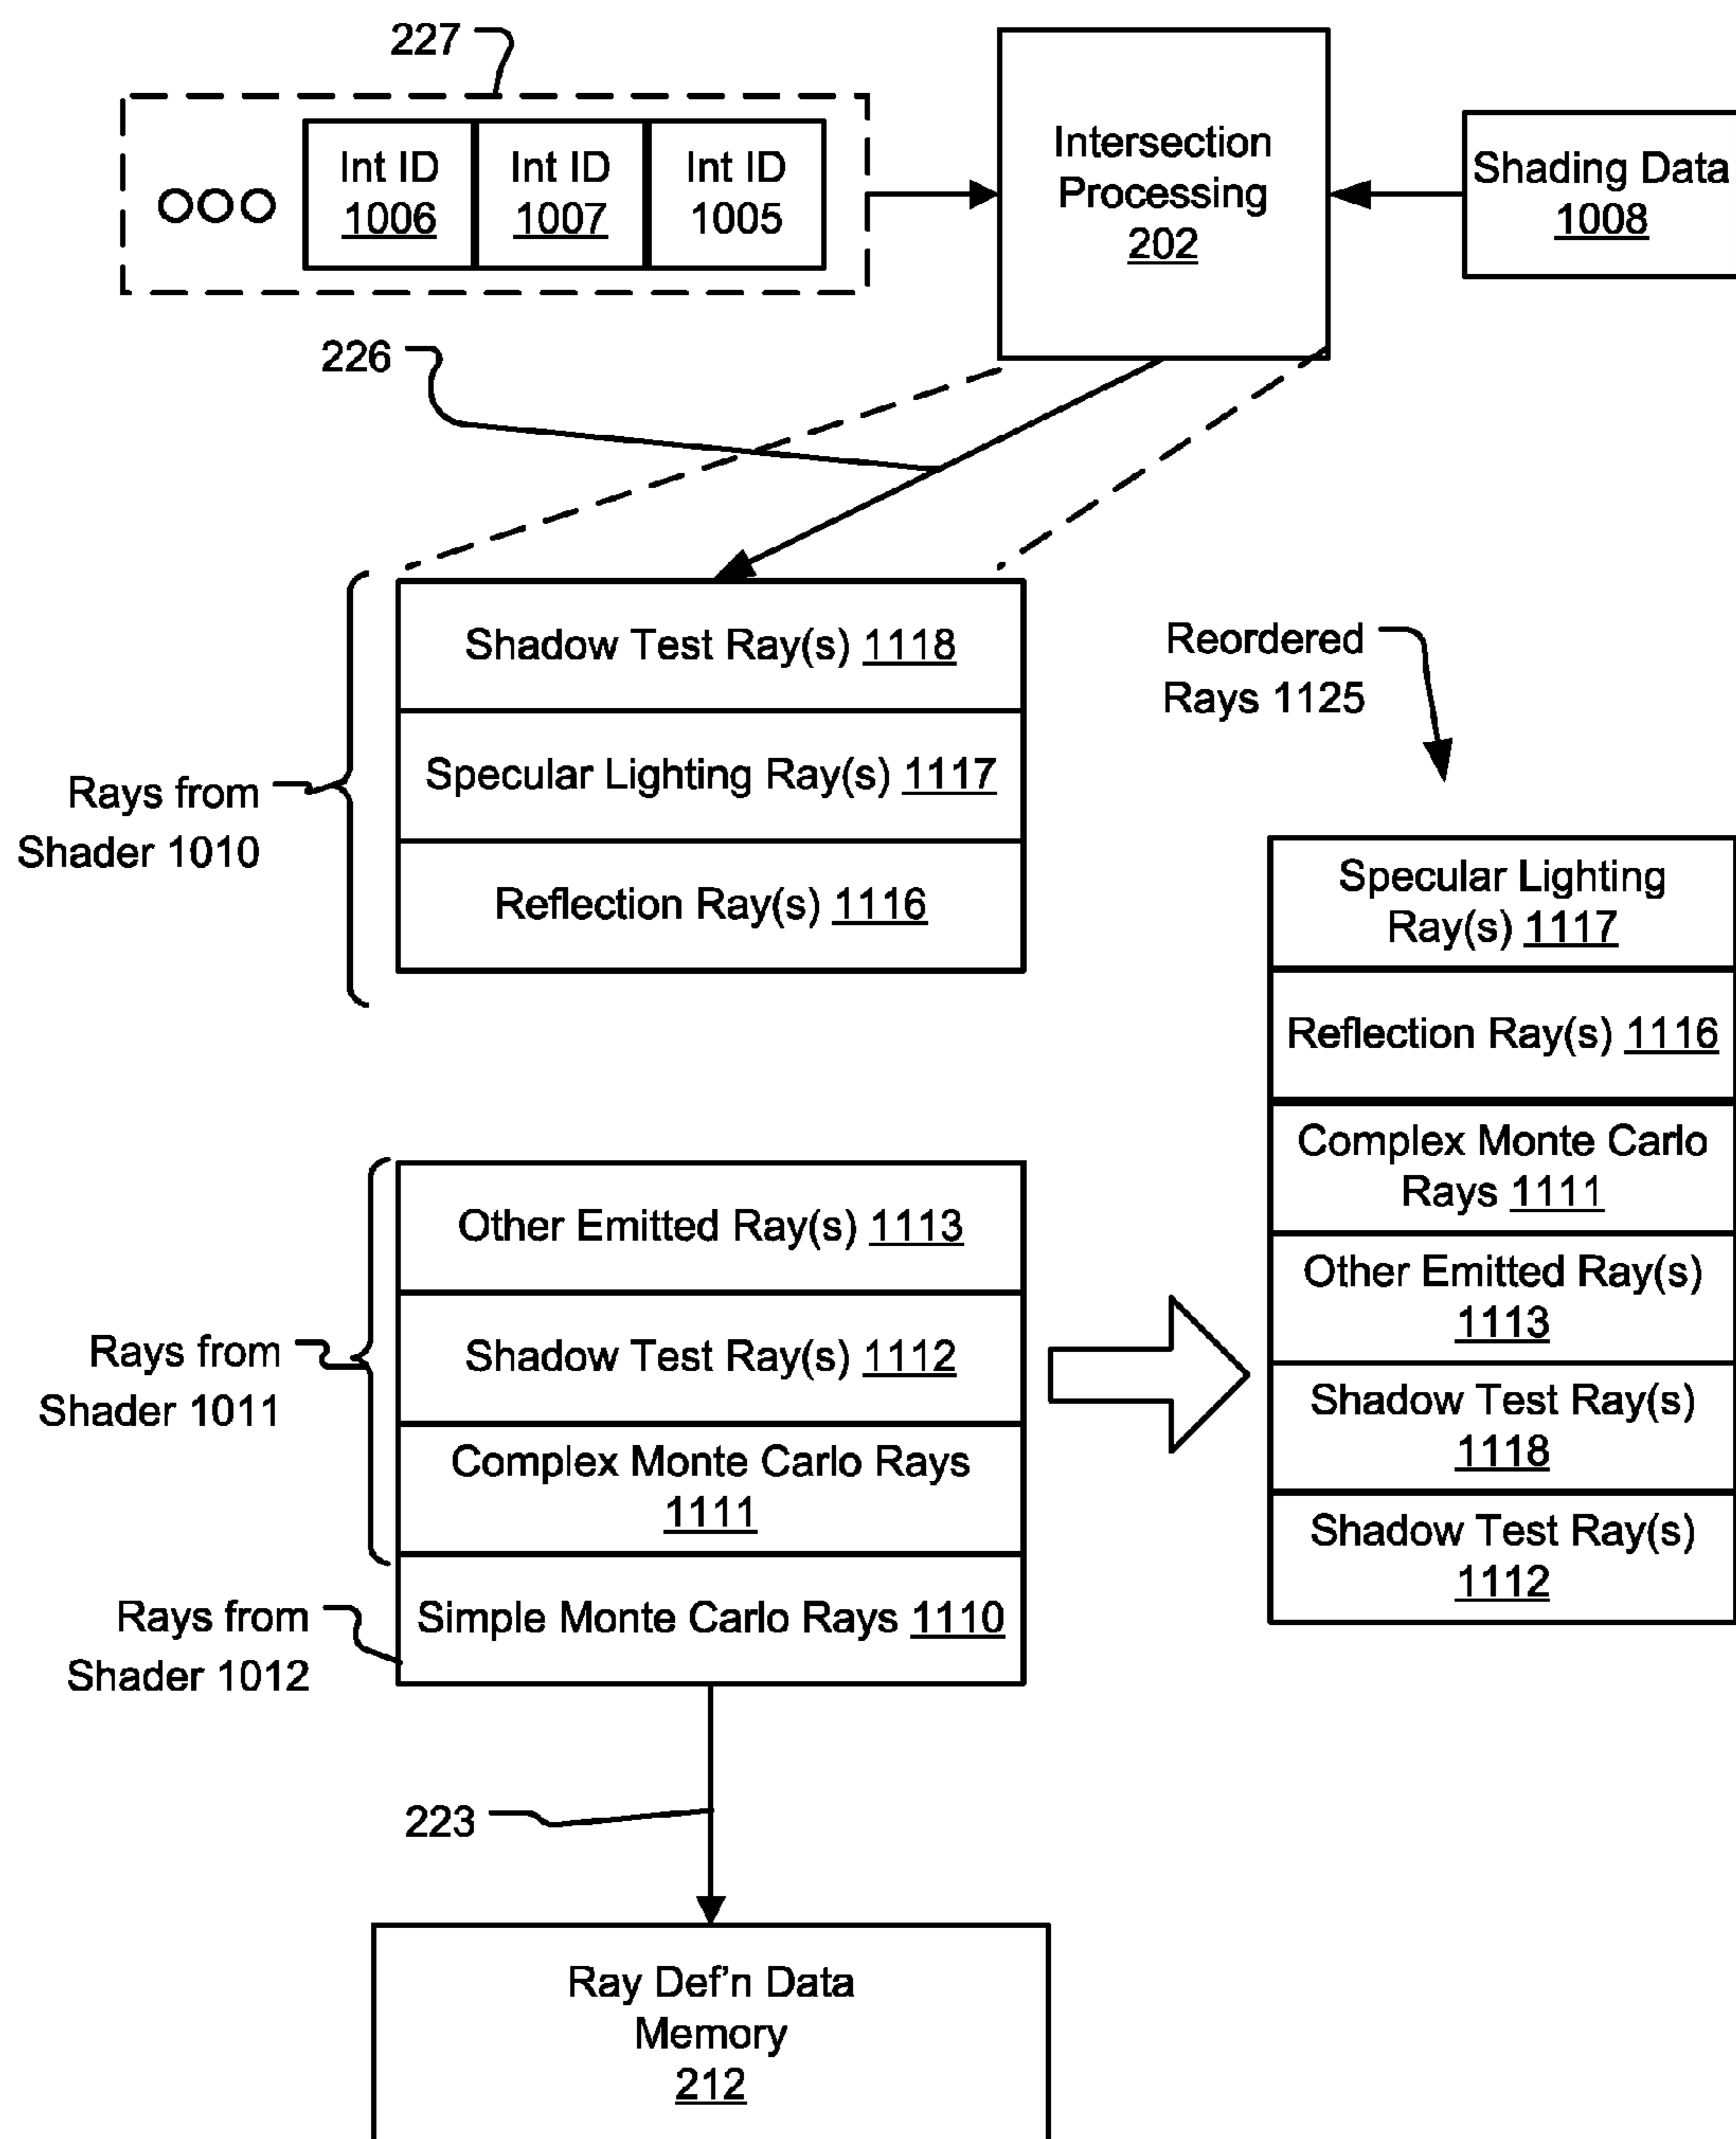 227
Int ID
1006
Int ID
1007
Int ID
1005
Intersection
Processing
202
Shading Data
1008
226
Shadow Test Ray(s) 1118
Specular Lighting Ray(s) 1117
Reflection Ray(s) 1116
Rays from
Shader 1010
Reordered
Rays 1125
Specular Lighting
Ray(s) 1117
Reflection Ray(s) 1116
Complex Monte Carlo
Rays 1111
Other Emitted Ray(s)
1113
Shadow Test Ray(s)
1118
Shadow Test Ray(s)
1112
Other Emitted Ray(s) 1113
Shadow Test Ray(s) 1112
Complex Monte Carlo Rays
1111
Rays from
Shader 1011
Simple Monte Carlo Rays 1110
Rays from
Shader 1012
223
Ray Def'n Data
Memory
212